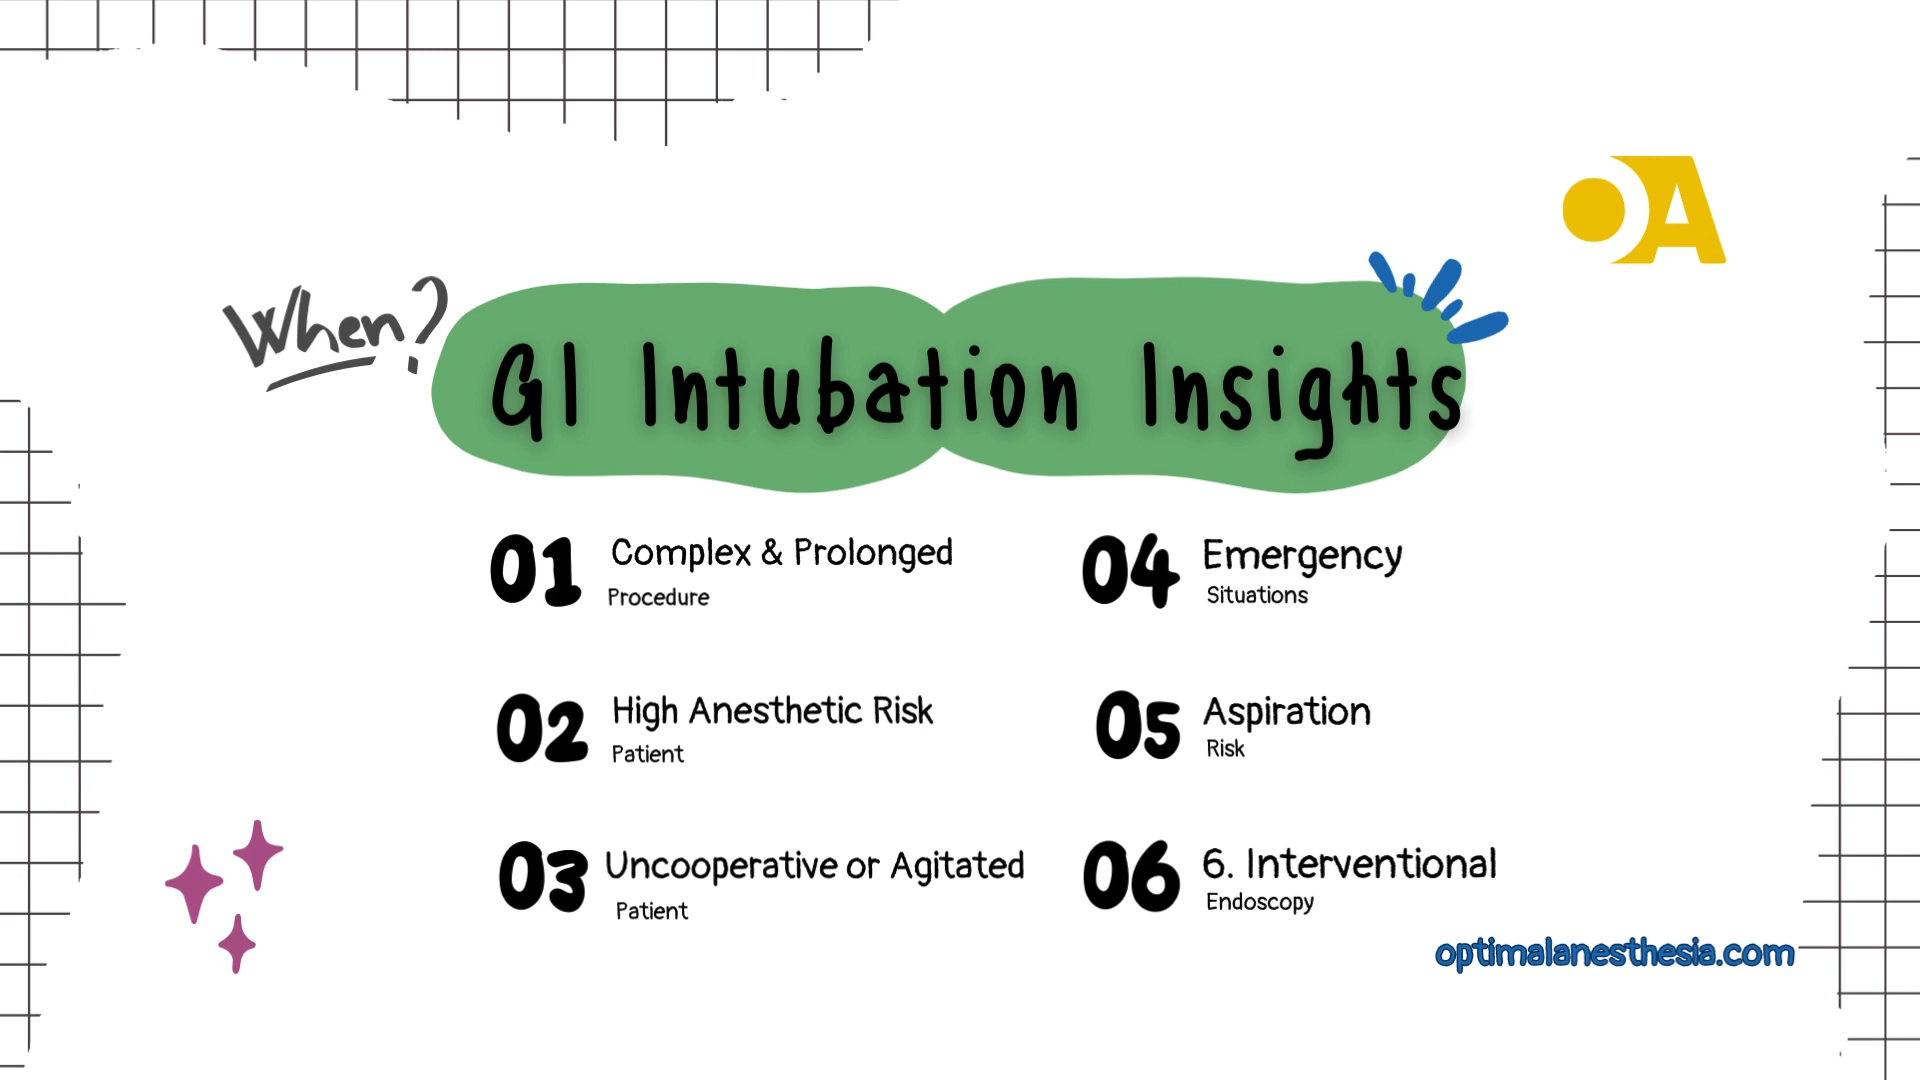 OA
When?
GI Intubation Insights
01 Complex & Prolonged
Procedure
02 High Anesthetic Risk
Patient
03 Uncooperative or Agitated
Patient
04 Emergency
Situations
05 Aspiration
Risk
06 6. Interventional
Endoscopy
optimalanesthesia.com